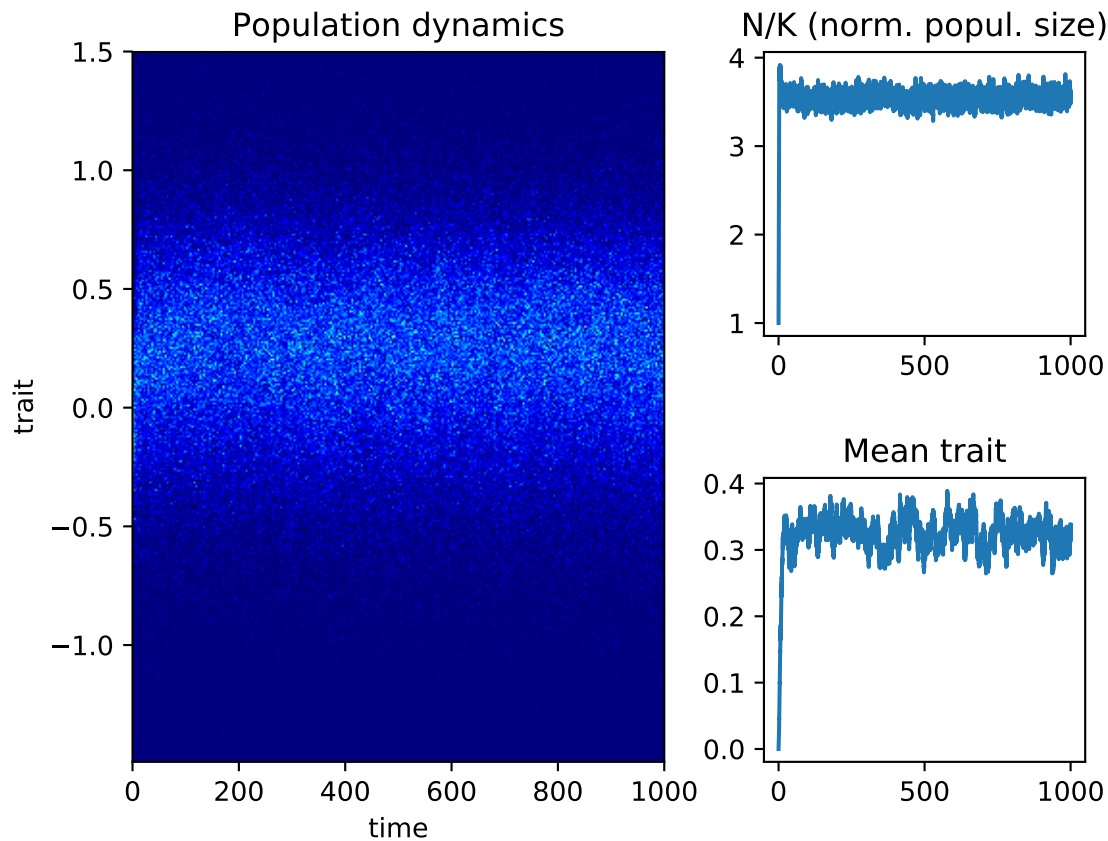 Population dynamics
1.5
1.0
0.5
0.0
−0.5
−1.0
trait
0 200 400 600 800 1000
time
N/K (norm. popul. size)
4
3
2
1
0 500 1000
Mean trait
0.4
0.3
0.2
0.1
0.0
0 500 1000